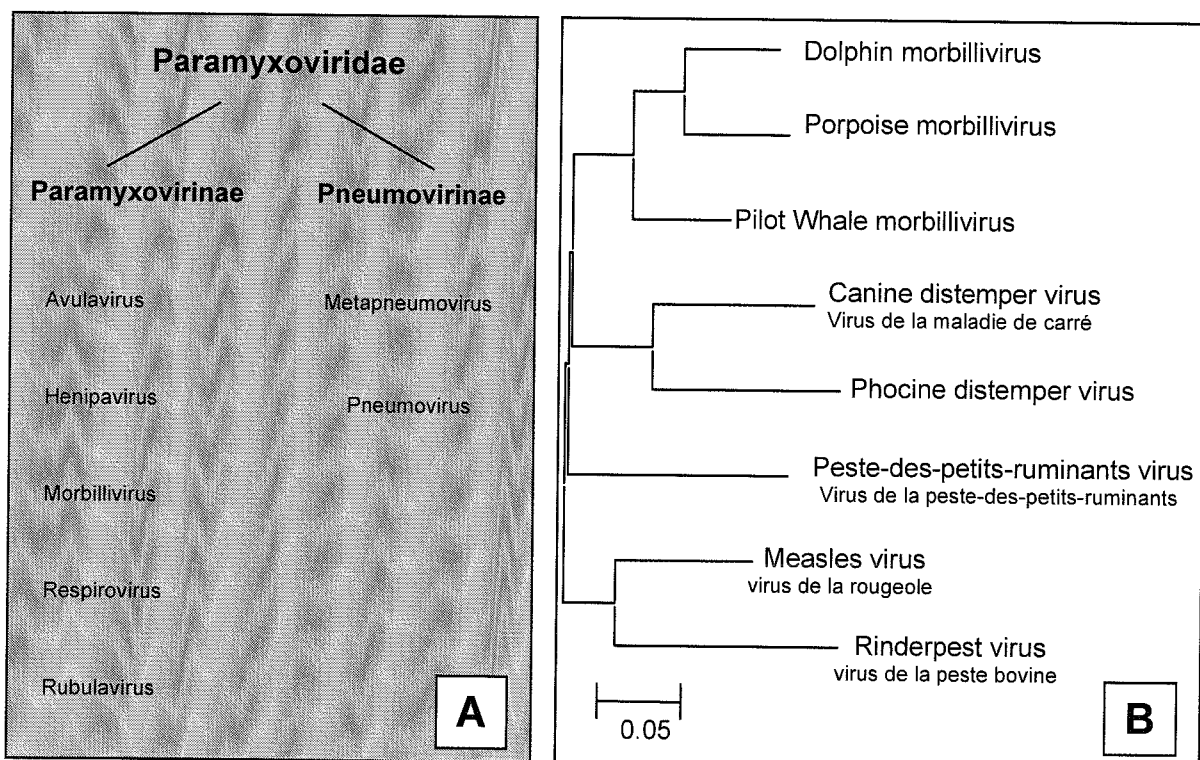 Paramyxoviridae
Paramyxovirinae
Pneumovirinae
Avulavirus
Metapneumovirus
Henipavirus
Pneumovirus
Morbillivirus
Respirovirus
Rubulavirus
A
Dolphin morbillivirus
Porpoise morbillivirus
Pilot Whale morbillivirus
Canine distemper virus
Virus de la maladie de carré
Phocine distemper virus
Peste-des-petits-ruminants virus
Virus de la peste-des-petits-ruminants
Measles virus
virus de la rougeole
Rinderpest virus
virus de la peste bovine
0.05
B